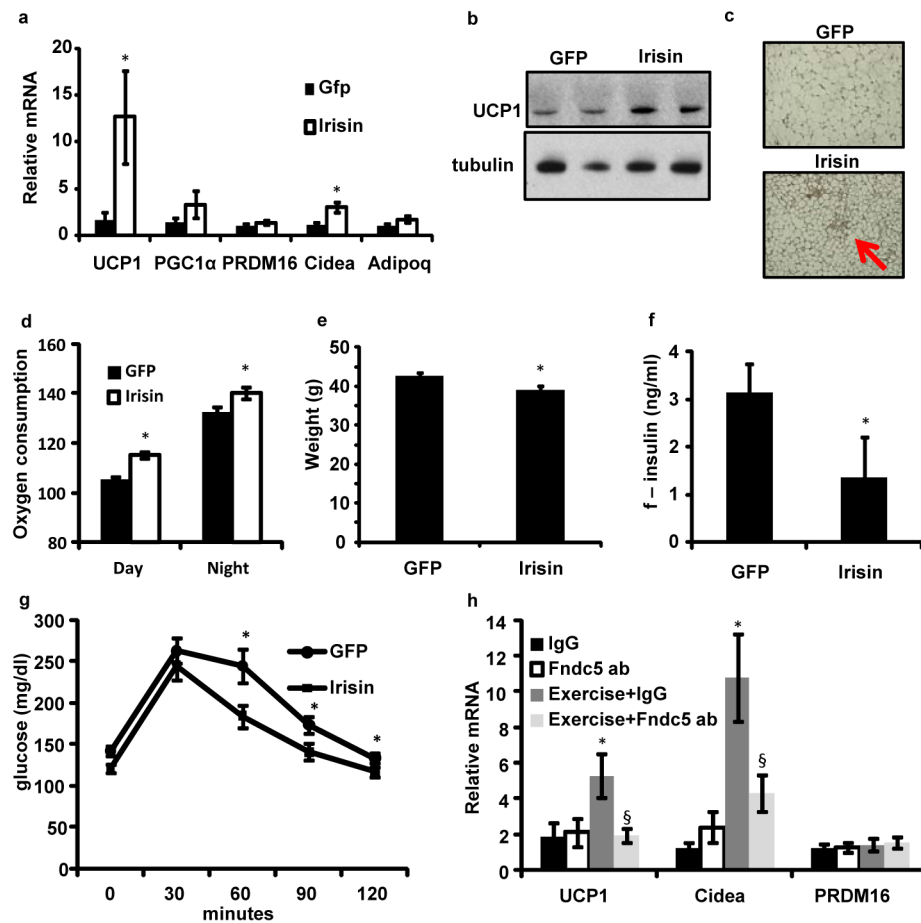 a
20
15
10
5
0
Relative mRNA
*
*
Gfp
Irisin
UCP1 PGC1α PRDM16 Cidea Adipoq
b
GFP Irisin
UCP1
tubulin
c
GFP
Irisin
d
160
140
120
100
80
Oxygen consumption
GFP
Irisin
*
*
Day Night
e
50
40
30
20
10
0
Weight (g)
*
GFP Irisin
f
4
3
2
1
0
f – insulin (ng/ml)
*
GFP Irisin
g
300
250
200
150
100
50
0
glucose (mg/dl)
*
*
*
GFP
Irisin
0 30 60 90 120
minutes
h
14
12
10
8
6
4
2
0
Relative mRNA
IgG
Fndc5 ab
Exercise+IgG
Exercise+Fndc5 ab
*
§
*
§
UCP1 Cidea PRDM16